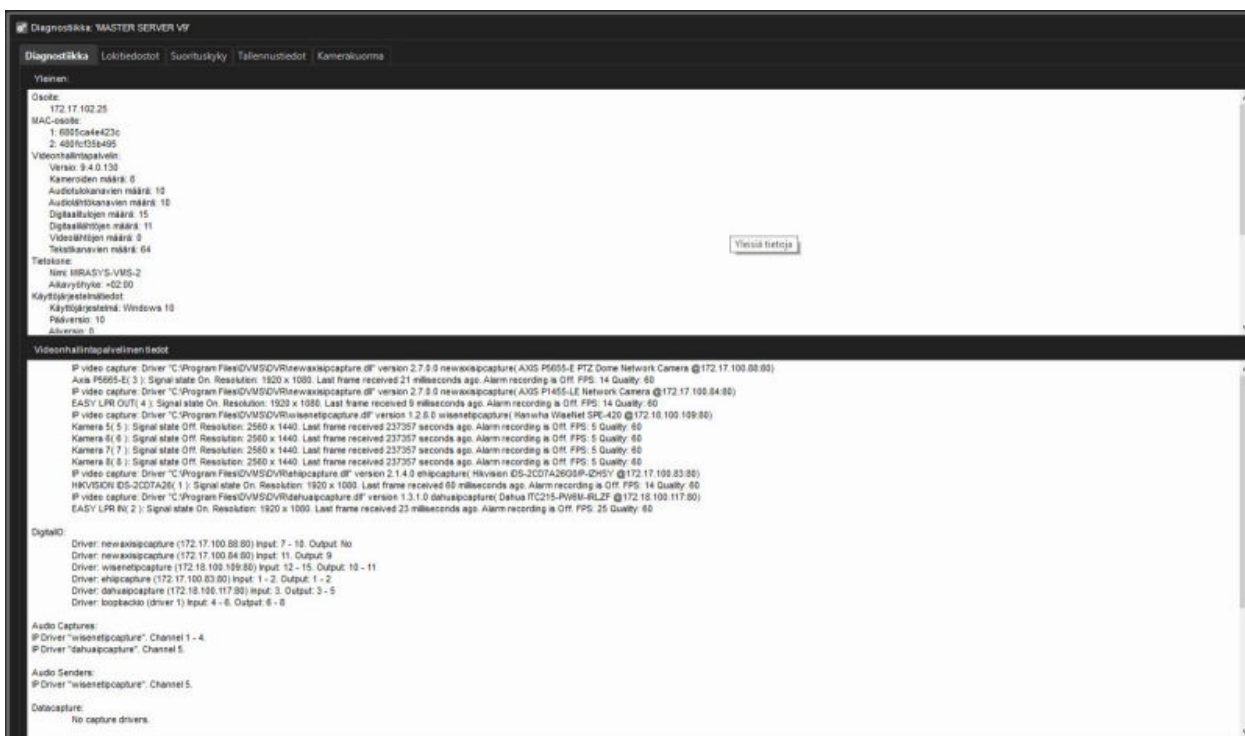 Diagnostiikka: 'MASTER SERVER V9'
Diagnostiikka Lokitiedostot Suorituskyky Tallennustiedot Kamerakuorma
Yleinen:
Osoite:
172.17.102.25
MAC-osoite:
1: 6805ca4e423c
2: 480fcf35b495
Videonhallintapalvelin:
Versio: 9.4.0.130
Kameroiden määrä: 8
Audiotulokanavien määrä: 10
Audiolähtökanavien määrä: 10
Digitaalitulojen määrä: 15
Digitaalilähtöjen määrä: 11
Videolähtöjen määrä: 0
Tekstikanavien määrä: 64
Tietokone:
Nimi: MIRASYS-VMS-2
Aikavyöhyke: +02:00
Käyttöjärjestelmätiedot:
Käyttöjärjestelmä: Windows 10
Pääversio: 10
Aliversio: 0
Yleisiä tietoja
Videonhallintapalvelimen tiedot
IP video capture: Driver "C:\Program Files\DVMS\DVR\newaxisipcapture.dll" version 2.7.0.0 newaxisipcapture( AXIS P5655-E PTZ Dome Network Camera @172.17.100.88:80)
Axis P5665-E( 3 ): Signal state On. Resolution: 1920 x 1080. Last frame received 21 milliseconds ago. Alarm recording is Off. FPS: 14 Quality: 60
IP video capture: Driver "C:\Program Files\DVMS\DVR\newaxisipcapture.dll" version 2.7.0.0 newaxisipcapture( AXIS P1455-LE Network Camera @172.17.100.84:80)
EASY LPR OUT( 4 ): Signal state On. Resolution: 1920 x 1080. Last frame received 9 milliseconds ago. Alarm recording is Off. FPS: 14 Quality: 60
IP video capture: Driver "C:\Program Files\DVMS\DVR\wisenetipcapture.dll" version 1.2.8.0 wisenetipcapture( Hanwha WiseNet SPE-420 @172.18.100.109:80)
Kamera 5( 5 ): Signal state Off. Resolution: 2560 x 1440. Last frame received 237357 seconds ago. Alarm recording is Off. FPS: 5 Quality: 60
Kamera 6( 6 ): Signal state Off. Resolution: 2560 x 1440. Last frame received 237357 seconds ago. Alarm recording is Off. FPS: 5 Quality: 60
Kamera 7( 7 ): Signal state Off. Resolution: 2560 x 1440. Last frame received 237357 seconds ago. Alarm recording is Off. FPS: 5 Quality: 60
Kamera 8( 8 ): Signal state Off. Resolution: 2560 x 1440. Last frame received 237357 seconds ago. Alarm recording is Off. FPS: 5 Quality: 60
IP video capture: Driver "C:\Program Files\DVMS\DVR\ehiipcapture.dll" version 2.1.4.0 ehiipcapture( Hikvision iDS-2CD7A26G0/P-IZHSY @172.17.100.83:80)
HIKVISION iDS-2CD7A26( 1 ): Signal state On. Resolution: 1920 x 1080. Last frame received 60 milliseconds ago. Alarm recording is Off. FPS: 14 Quality: 60
IP video capture: Driver "C:\Program Files\DVMS\DVR\dahuaipcapture.dll" version 1.3.1.0 dahuaipcapture( Dahua ITC215-PW6M-IRLZF @172.18.100.117:80)
EASY LPR IN( 2 ): Signal state On. Resolution: 1920 x 1080. Last frame received 23 milliseconds ago. Alarm recording is Off. FPS: 25 Quality: 60
DigitalIO:
Driver: newaxisipcapture (172.17.100.88:80) Input: 7 - 10. Output: No
Driver: newaxisipcapture (172.17.100.84:80) Input: 11. Output: 9
Driver: wisenetipcapture (172.18.100.109:80) Input: 12 - 15. Output: 10 - 11
Driver: ehiipcapture (172.17.100.83:80) Input: 1 - 2. Output: 1 - 2
Driver: dahuaipcapture (172.18.100.117:80) Input: 3. Output: 3 - 5
Driver: loopbackio (driver 1) Input: 4 - 6. Output: 6 - 8
Audio Captures:
IP Driver "wisenetipcapture". Channel 1 - 4.
IP Driver "dahuaipcapture". Channel 5.
Audio Senders:
IP Driver "wisenetipcapture". Channel 5.
Datacapture:
No capture drivers.